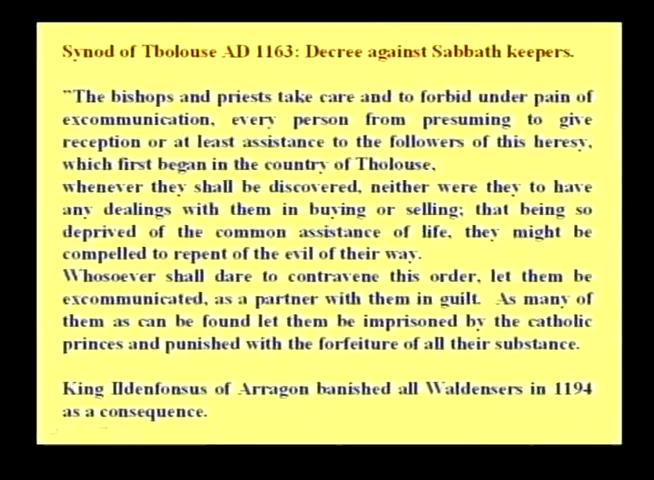 Synod of Tholouse AD 1163: Decree against Sabbath keepers.
"The bishops and priests take care and to forbid under pain of
excommunication, every person from presuming to give
reception or at least assistance to the followers of this heresy,
which first began in the country of Tholouse,
whenever they shall be discovered, neither were they to have
any dealings with them in buying or selling; that being so
deprived of the common assistance of life, they might be
compelled to repent of the evil of their way.
Whosoever shall dare to contravene this order, let them be
excommunicated, as a partner with them in guilt. As many of
them as can be found let them be imprisoned by the catholic
princes and punished with the forfeiture of all their substance.
King Ildenfonsus of Arragon banished all Waldensers in 1194
as a consequence.